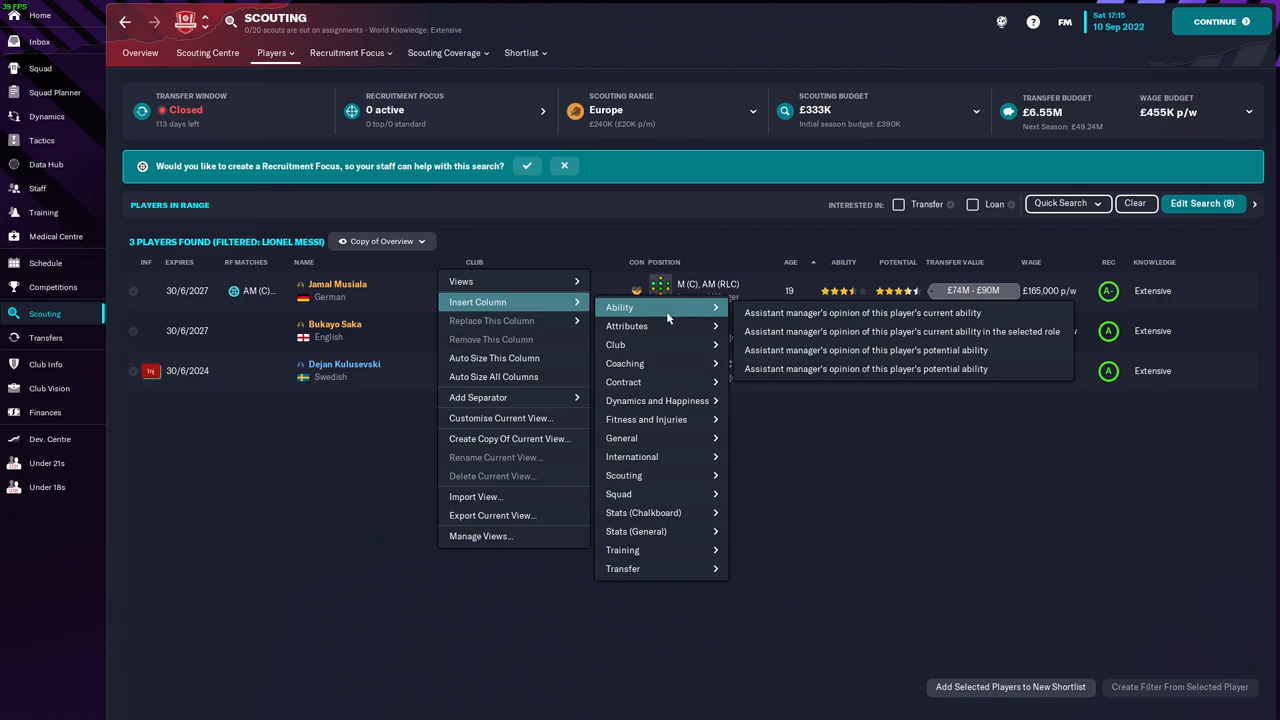 39 FPS
Home
Inbox
Squad
Squad Planner
Dynamics
Tactics
Data Hub
Staff
Training
Medical Centre
Schedule
Competitions
Scouting
Transfers
Club Info
Club Vision
Finances
Dev. Centre
Under 21s
Under 18s
SCOUTING
0/20 scouts are out on assignments - World Knowledge: Extensive
FM
Sat 17:15
10 Sep 2022
CONTINUE
Overview
Scouting Centre
Players
Recruitment Focus
Scouting Coverage
Shortlist
TRANSFER WINDOW
Closed
113 days left
RECRUITMENT FOCUS
0 active
0 top/0 standard
SCOUTING RANGE
Europe
£240K (£20K p/m)
SCOUTING BUDGET
£333K
Initial season budget: £390K
TRANSFER BUDGET
£6.55M
Next Season: £49.24M
WAGE BUDGET
£455K p/w
Would you like to create a Recruitment Focus, so your staff can help with this search?
PLAYERS IN RANGE
INTERESTED IN:
Transfer
Loan
Quick Search
Clear
Edit Search (8)
3 PLAYERS FOUND (FILTERED: LIONEL MESSI)
Copy of Overview
INF EXPIRES RF MATCHES NAME CLUB CON POSITION AGE ABILITY POTENTIAL TRANSFER VALUE WAGE REC KNOWLEDGE
30/6/2027 AM (C)... Jamal Musiala M (C), AM (RLC) 19 £74M - £90M £165,000 p/w A- Extensive
German
30/6/2027 Bukayo Saka A Extensive
English
Inj 30/6/2024 Dejan Kulusevski A Extensive
Swedish
Views
Insert Column
Replace This Column
Remove This Column
Auto Size This Column
Auto Size All Columns
Add Separator
Customise Current View...
Create Copy Of Current View...
Rename Current View...
Delete Current View...
Import View...
Export Current View...
Manage Views...
Ability
Attributes
Club
Coaching
Contract
Dynamics and Happiness
Fitness and Injuries
General
International
Scouting
Squad
Stats (Chalkboard)
Stats (General)
Training
Transfer
Assistant manager's opinion of this player's current ability
Assistant manager's opinion of this player's current ability in the selected role
Assistant manager's opinion of this player's potential ability
Assistant manager's opinion of this player's potential ability
Add Selected Players to New Shortlist
Create Filter From Selected Player